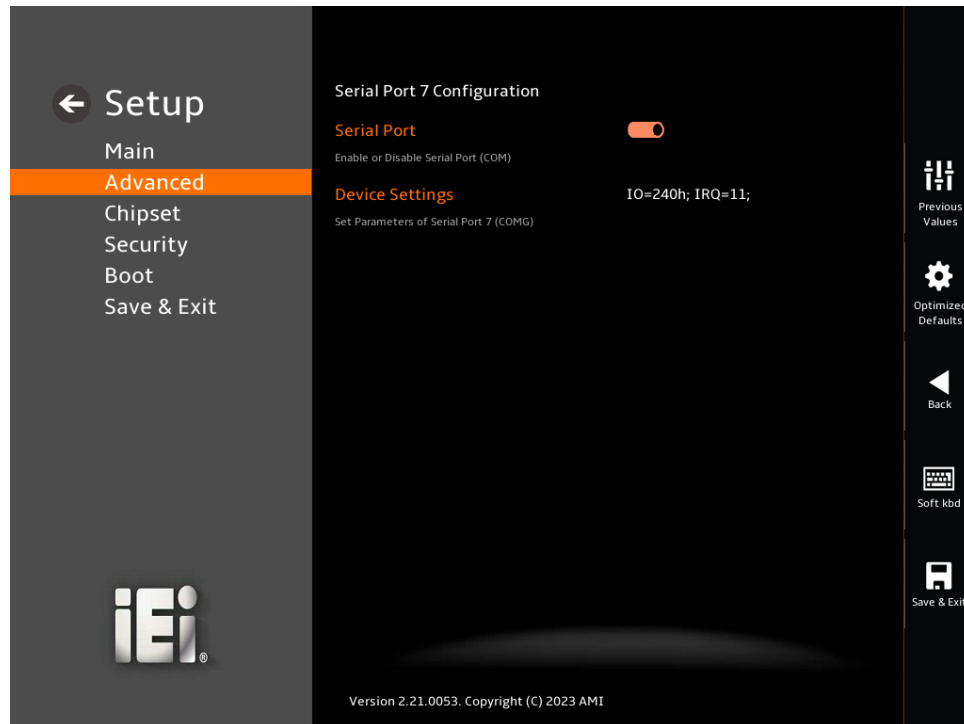 Setup
Main
Advanced
Chipset
Security
Boot
Save & Exit
iEi®
Serial Port 7 Configuration
Serial Port
Enable or Disable Serial Port (COM)
Device Settings
IO=240h; IRQ=11;
Set Parameters of Serial Port 7 (COMG)
Version 2.21.0053. Copyright (C) 2023 AMI
Previous
Values
Optimized
Defaults
Back
Soft kbd
Save & Exit